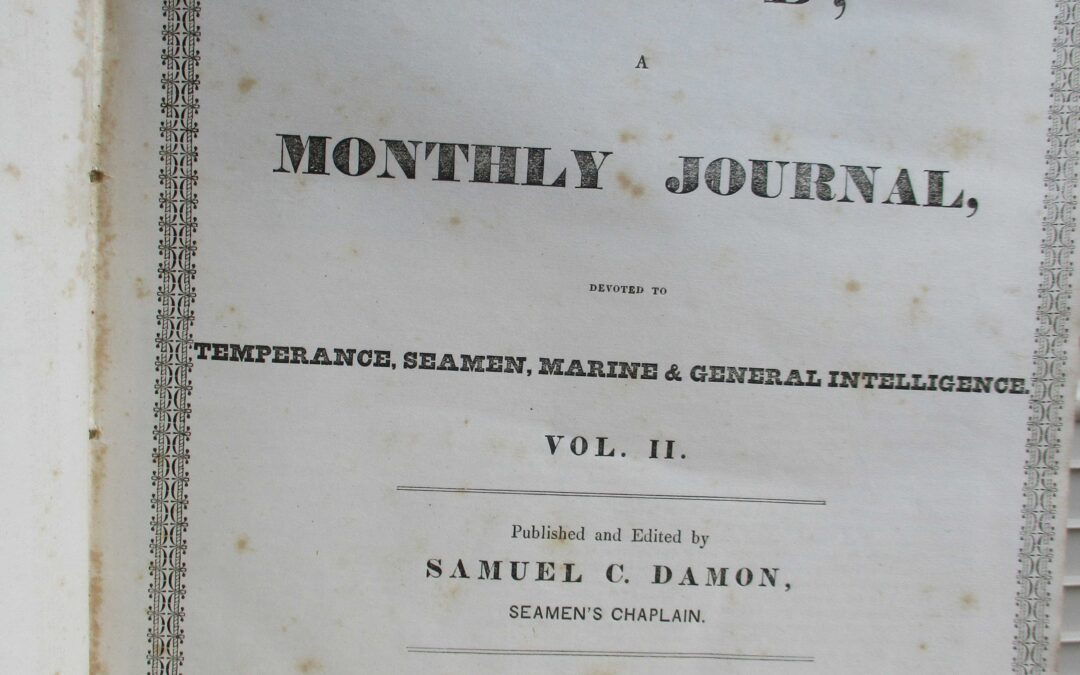 A
MONTHLY JOURNAL,
DEVOTED TO
TEMPERANCE, SEAMEN, MARINE & GENERAL INTELLIGENCE.
VOL. II.
Published and Edited by
SAMUEL C. DAMON,
SEAMEN'S CHAPLAIN.